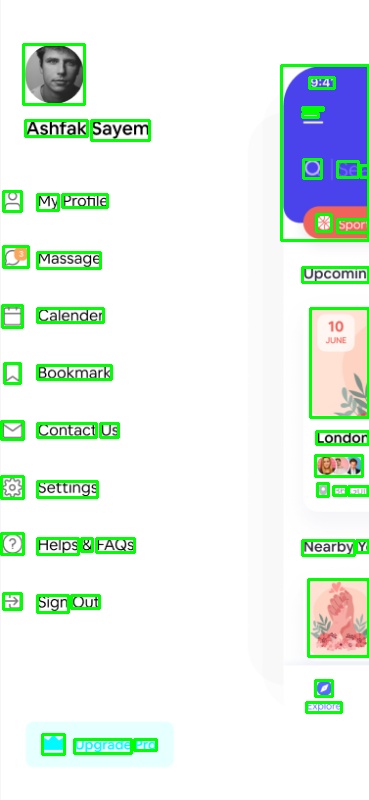 Ashfak Sayem
My Profile
3
Massage
Calender
Bookmark
Contact Us
Settings
Helps & FAQs
Sign Out
Upgrade Pro
9:41
Spor
Upcomin
10
JUNE
London
Nearby Y
Explore